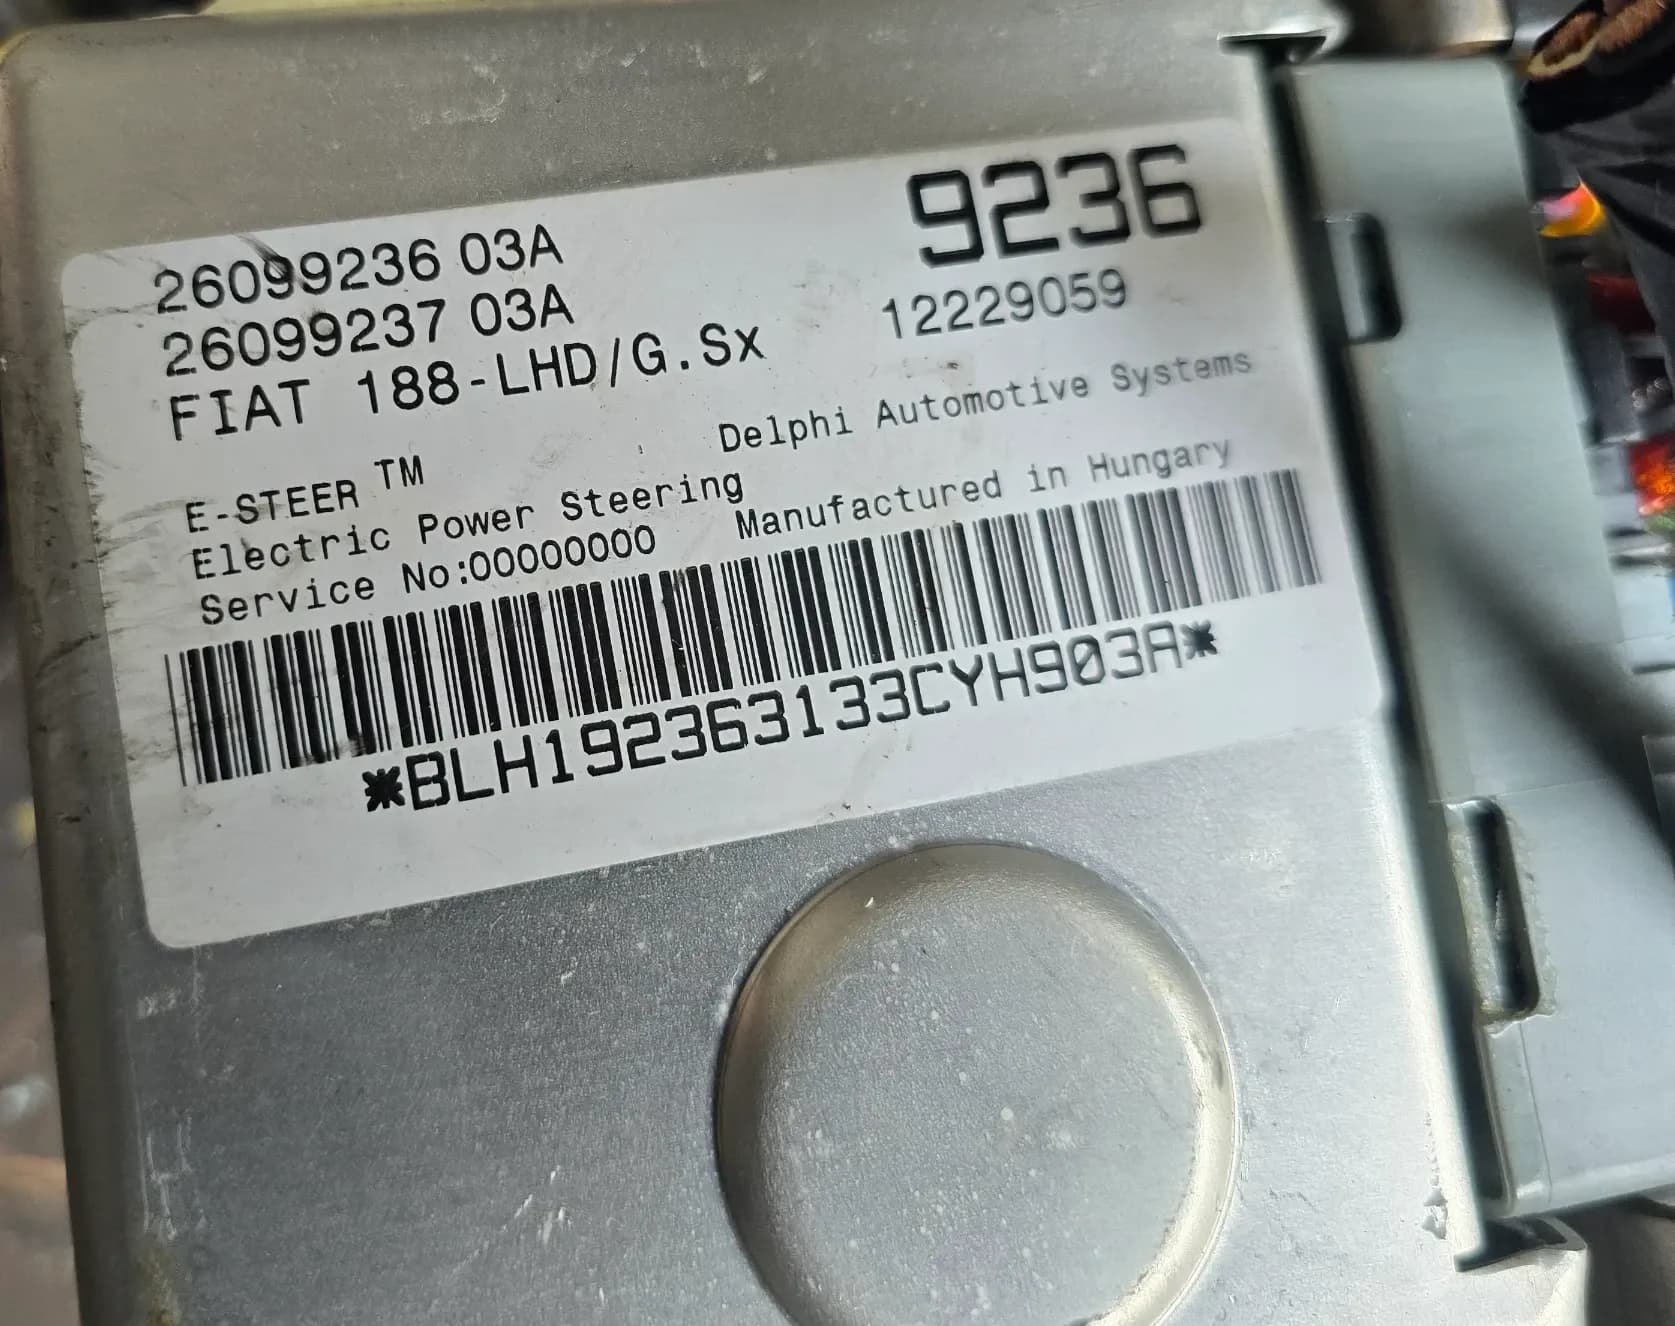 26099236 03A
9236
26099237 03A
12229059
FIAT 188-LHD/G.Sx
E-STEER TM
Delphi Automotive Systems
Electric Power Steering
Manufactured in Hungary
Service No:00000000
*BLH192363133CYH903A*